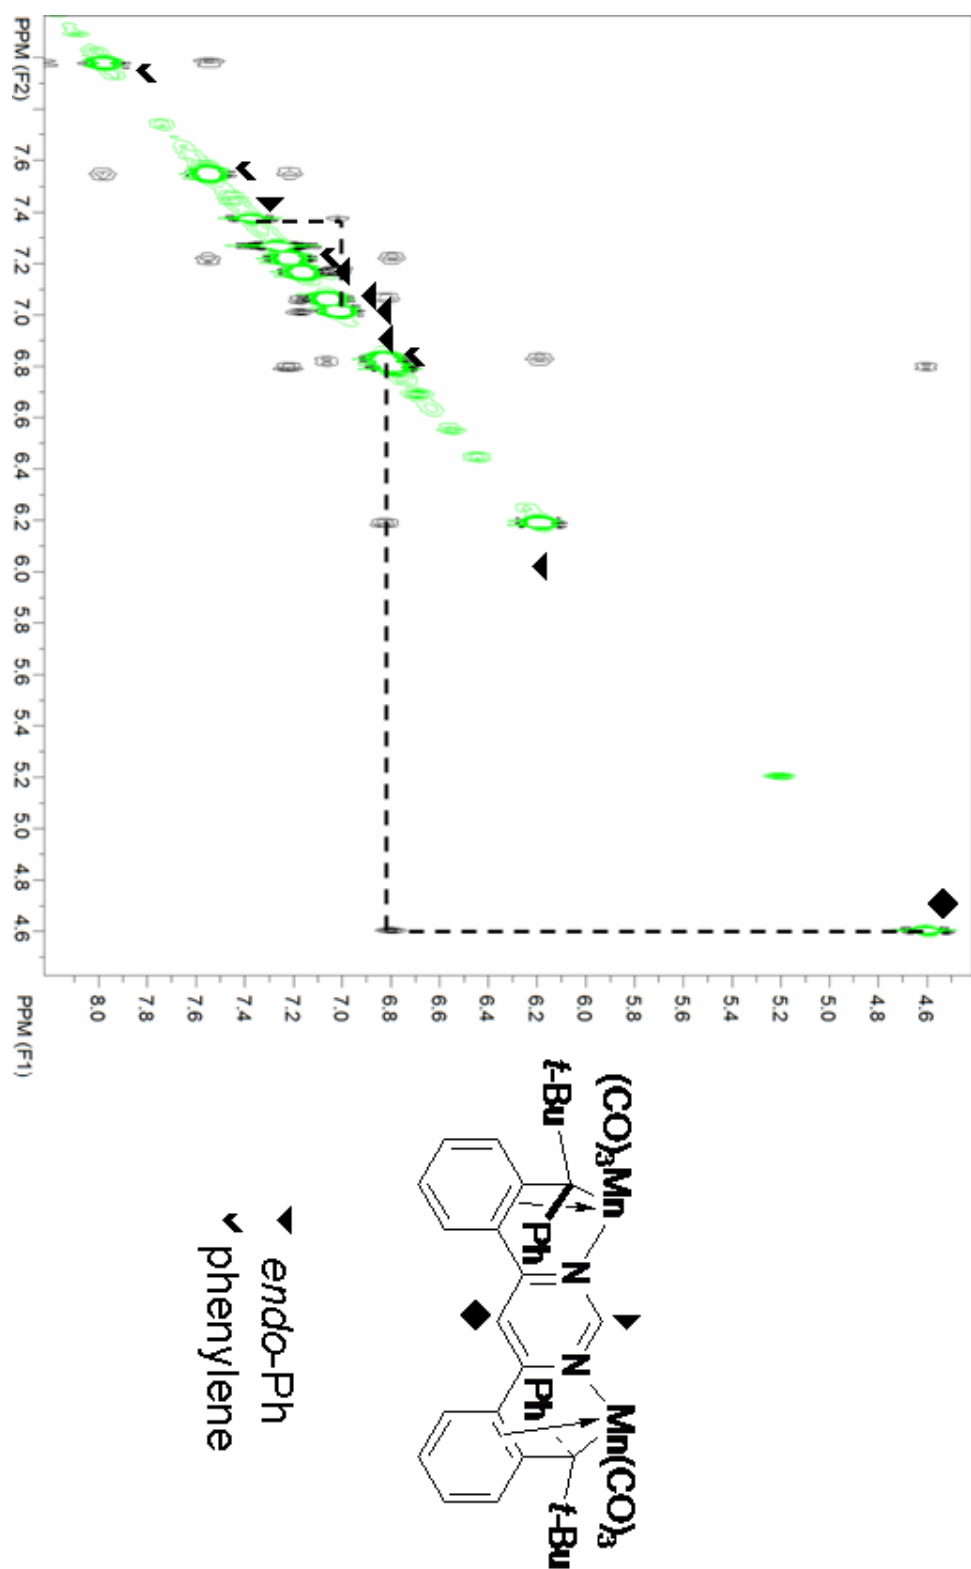 4.6
4.8
5.0
5.2
5.4
5.6
5.8
6.0
6.2
6.4
6.6
6.8
7.0
7.2
7.4
7.6
7.8
8.0
PPM (F1)
PPM (F2) 7.6 7.4 7.2 7.0 6.8 6.6 6.4 6.2 6.0 5.8 5.6 5.4 5.2 5.0 4.8 4.6
(CO)₃Mn Mn(CO)₃
N N
t-Bu t-Bu
Ph Ph
endo-Ph
phenylene